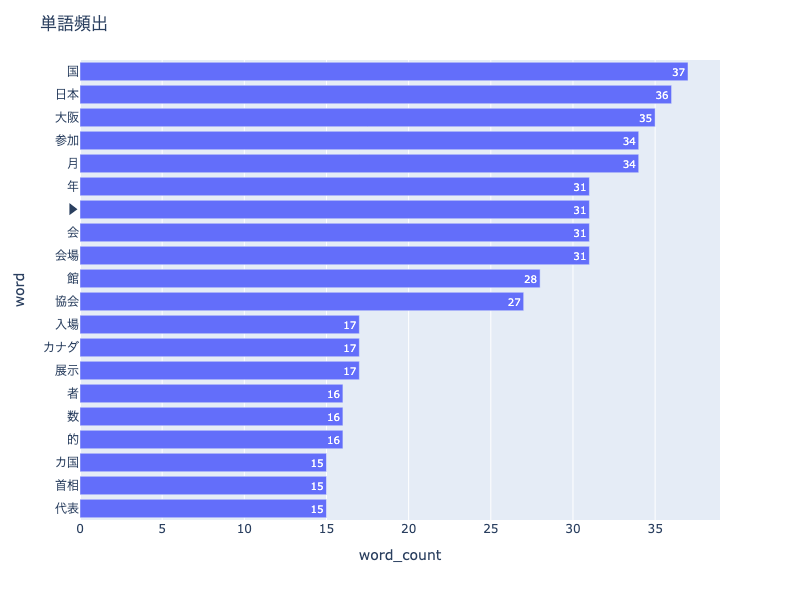 単語頻出
word
国 37
日本 36
大阪 35
参加 34
月 34
年 31
▶ 31
会 31
会場 31
館 28
協会 27
入場 17
カナダ 17
展示 17
者 16
数 16
的 16
カ国 15
首相 15
代表 15
0 5 10 15 20 25 30 35
word_count